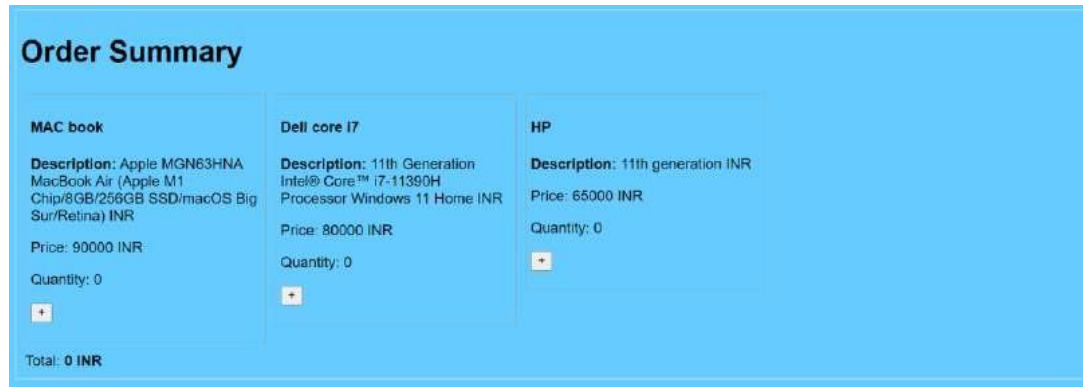 Order Summary
MAC book
Description: Apple MGN63HNA
MacBook Air (Apple M1
Chip/8GB/256GB SSD/macOS Big
Sur/Retina) INR
Price: 90000 INR
Quantity: 0
+
Dell core i7
Description: 11th Generation
Intel® Core™ i7-11390H
Processor Windows 11 Home INR
Price: 80000 INR
Quantity: 0
+
HP
Description: 11th generation INR
Price: 65000 INR
Quantity: 0
+
Total: 0 INR